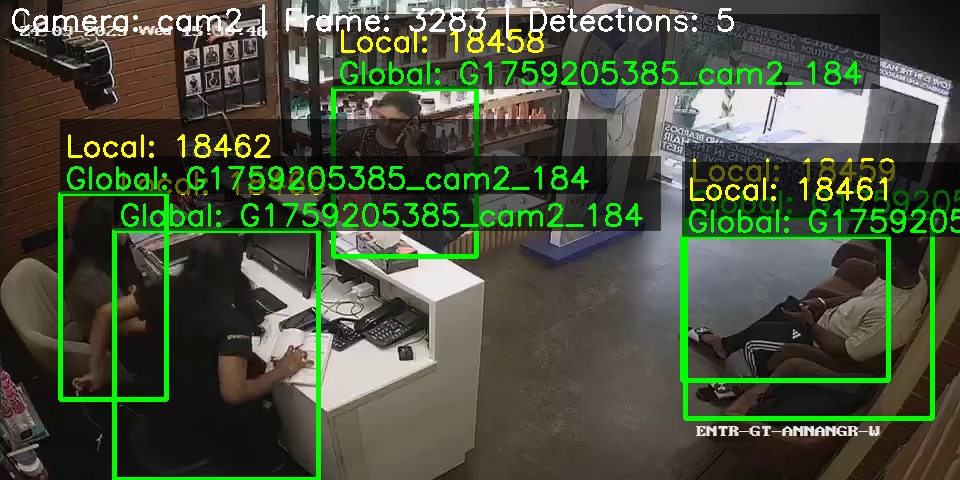 Camera: cam2 | Frame: 3283 | Detections: 5
Local: 18458
Global: G1759205385_cam2_184
Local: 18462
Global: G1759205385_cam2_184
Global: G1759205385_cam2_184
Local: 18459
Local: 18461
Global: G1759205
ENTR-GT-ANNANGR-W